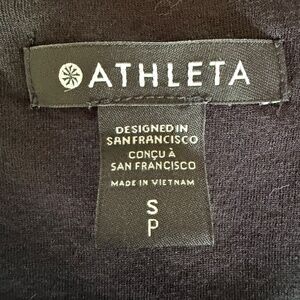 ATHLETA
DESIGNED IN
SAN FRANCISCO
CONÇU À
SAN FRANCISCO
MADE IN VIETNAM
S
P